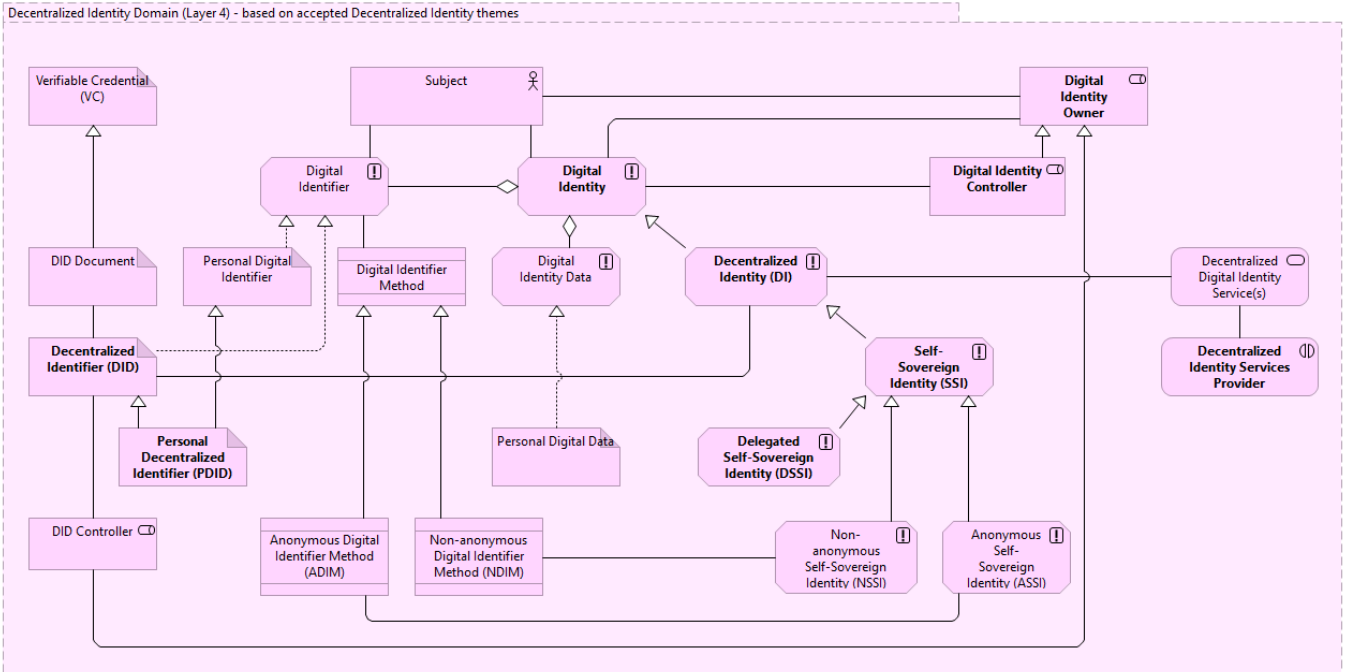 Decentralized Identity Domain (Layer 4) - based on accepted Decentralized Identity themes
Verifiable Credential
(VC)
Subject
Digital
Identity
Owner
Digital
Identifier
Digital
Identity
Digital Identity
Controller
DID Document
Personal Digital
Identifier
Digital Identifier
Method
Digital
Identity Data
Decentralized
Identity (DI)
Decentralized
Digital Identity
Service(s)
Decentralized
Identifier (DID)
Self-
Sovereign
Identity (SSI)
Decentralized
Identity Services
Provider
Personal
Decentralized
Identifier (PDID)
Personal Digital Data
Delegated
Self-Sovereign
Identity (DSSI)
DID Controller
Anonymous Digital
Identifier Method
(ADIM)
Non-anonymous
Digital Identifier
Method (NDIM)
Non-
anonymous
Self-Sovereign
Identity (NSSI)
Anonymous
Self-
Sovereign
Identity (ASSI)